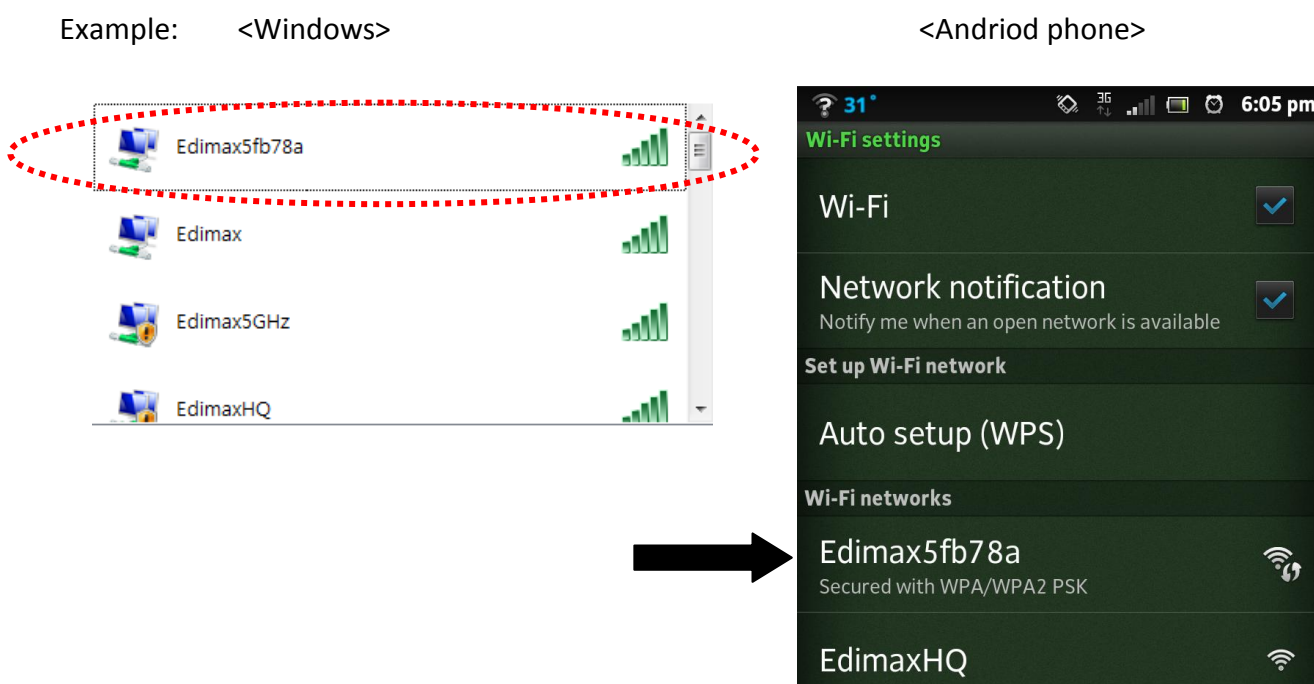 Example: <Windows> <Andriod phone>
Edimax5fb78a
Edimax
Edimax5GHz
EdimaxHQ
31°
3G
6:05 pm
Wi-Fi settings
Wi-Fi
Network notification
Notify me when an open network is available
Set up Wi-Fi network
Auto setup (WPS)
Wi-Fi networks
Edimax5fb78a
Secured with WPA/WPA2 PSK
EdimaxHQ